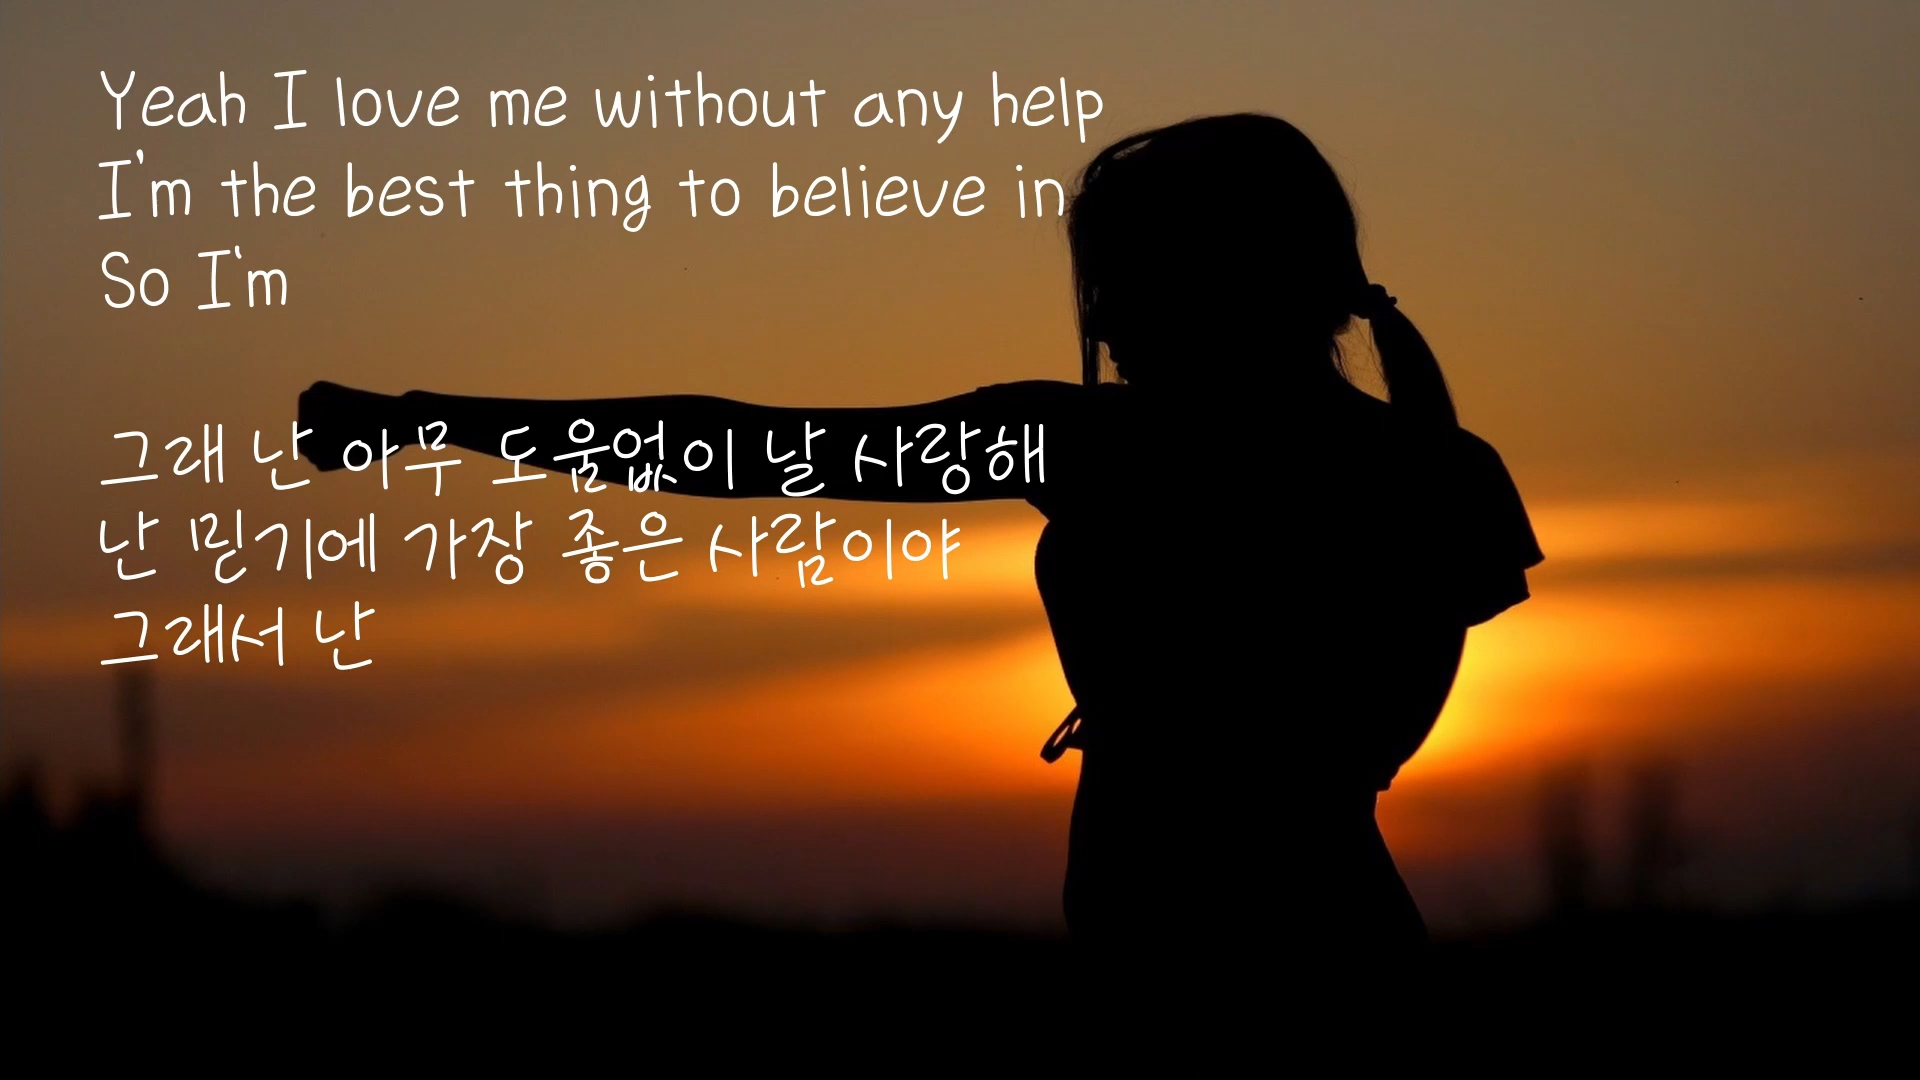 Yeah I love me without any help
I'm the best thing to believe in
So I'm
그래 난 아무 도움없이 날 사랑해
난 믿기에 가장 좋은 사람이야
그래서 난